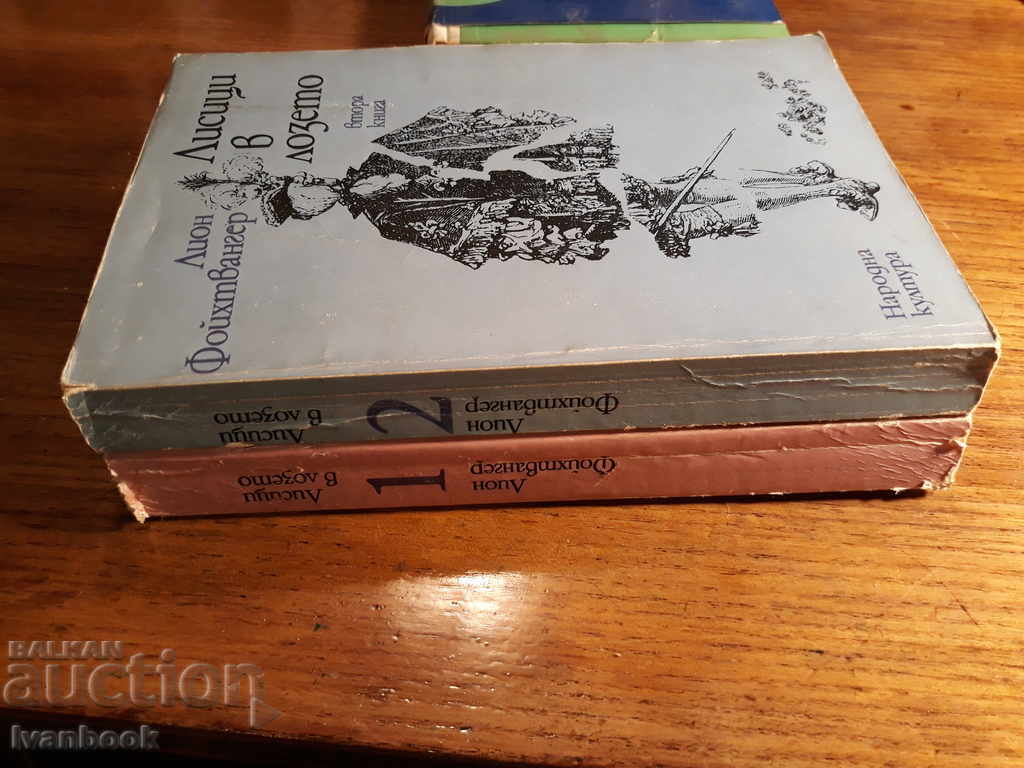 Лисици
в
лозето
втора
книга
Лион
Фойхтвангер
Народна
култура
Лисици
в лозето
2
Лион
Фойхтвангер
Лисици
в лозето
1
Лион
Фойхтвангер
BALKAN
auction
Ivanbook